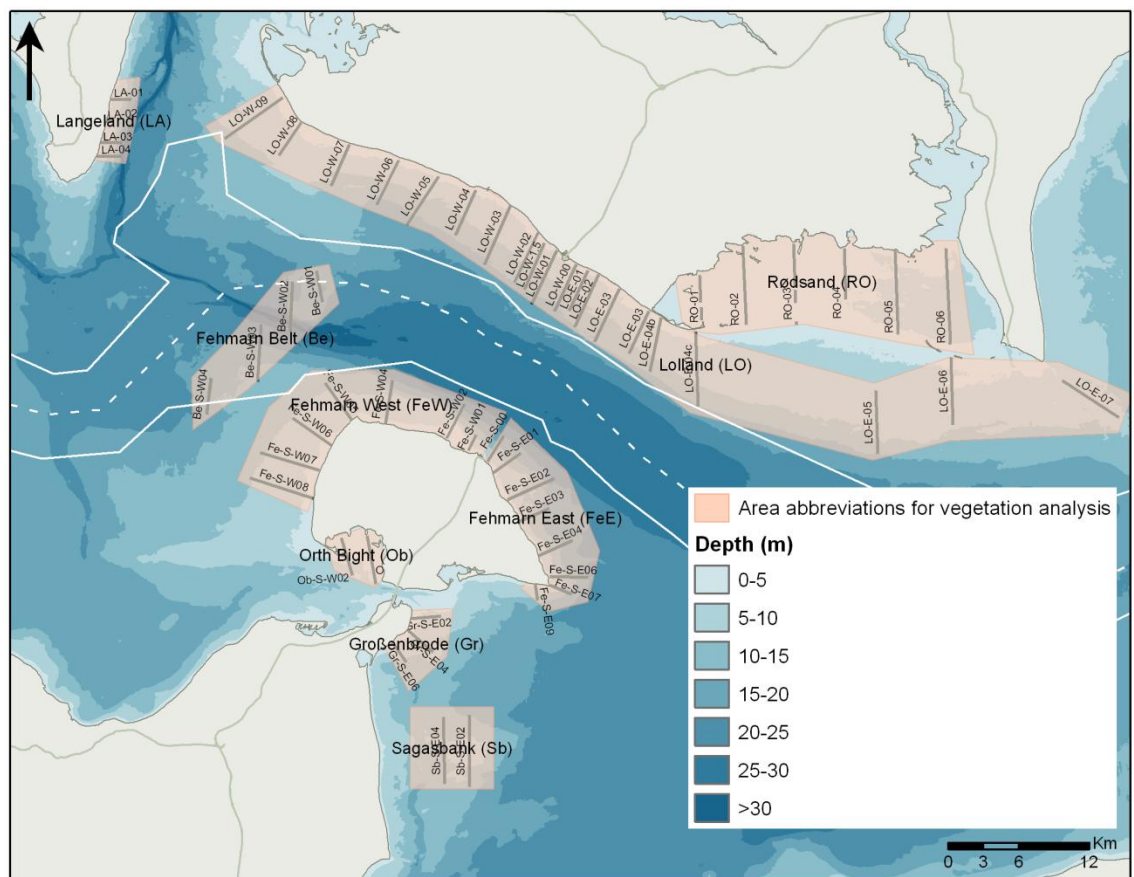 LA-01
LA-02
Langeland (LA)
LA-03
LA-04
LO-W-09
LO-W-08
LO-W-07
LO-W-06
LO-W-05
LO-W-04
LO-W-03
LO-W-02
LO-W-1.5
LO-W-01
LO-W-00
LO-E-01
LO-E-02
LO-E-03
LO-E-03
LO-E-04b
LO-E-04c
Lolland (LO)
LO-E-05
LO-E-06
LO-E-07
RO-01
RO-02
RO-03
RO-04
RO-05
RO-06
Rødsand (RO)
Be-S-W01
Be-S-W02
Be-S-W03
Be-S-W04
Fehmarn Belt (Be)
Fe-S-W04
Fehmarn West (FeW)
Fe-S-W02
Fe-S-W01
Fe-S-00
Fe-S-W06
Fe-S-W07
Fe-S-W08
Fe-S-E01
Fe-S-E02
Fe-S-E03
Fehmarn East (FeE)
Fe-S-E04
Fe-S-E06
Fe-S-E07
Fe-S-E09
Orth Bight (Ob)
Ob-S-W02
Gr-S-E02
Großenbrode (Gr)
Gr-S-E04
Gr-S-E06
Sagasbank (Sb)
Sb-S-E04
Sb-S-E02
Area abbreviations for vegetation analysis
Depth (m)
0-5
5-10
10-15
15-20
20-25
25-30
>30
Km
0 3 6 12